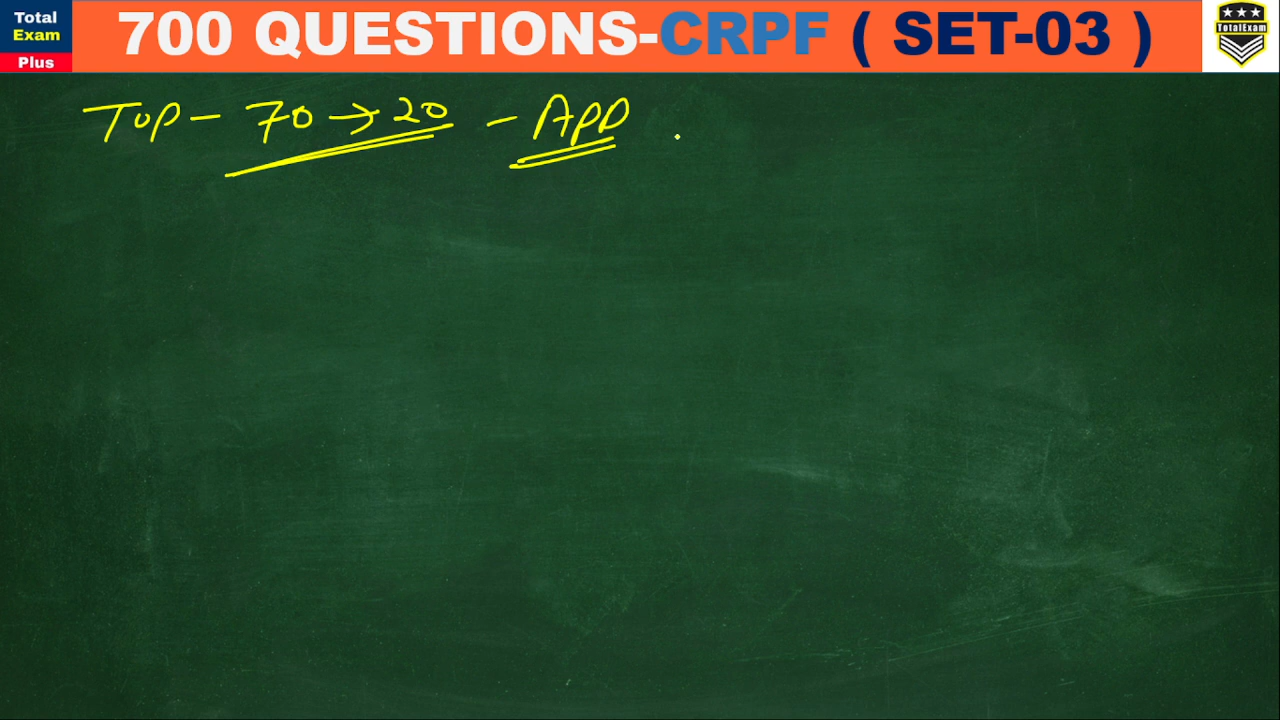 Total
Exam
Plus
700 QUESTIONS-CRPF ( SET-03 )
TotalExam
TOP - 70 → 20 - APP .